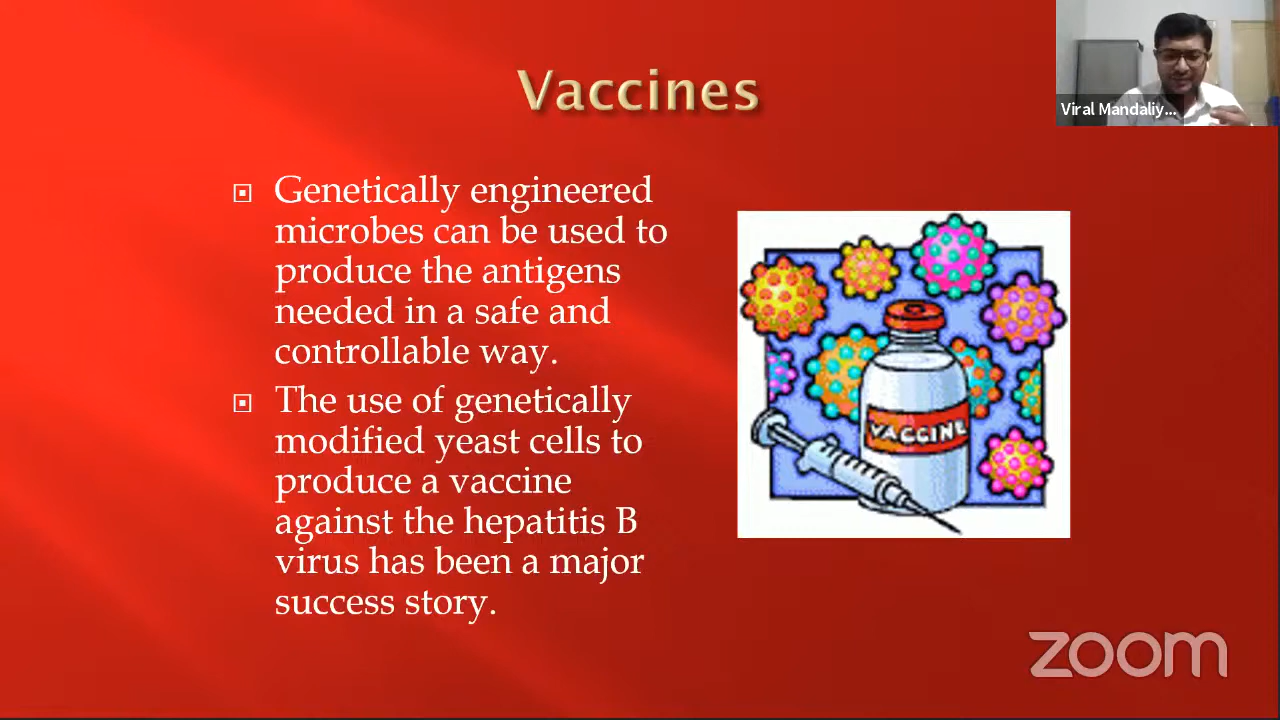 Vaccines
Viral Mandaliy...
Genetically engineered
microbes can be used to
produce the antigens
needed in a safe and
controllable way.
The use of genetically
modified yeast cells to
produce a vaccine
against the hepatitis B
virus has been a major
success story.
VACCINE
zoom